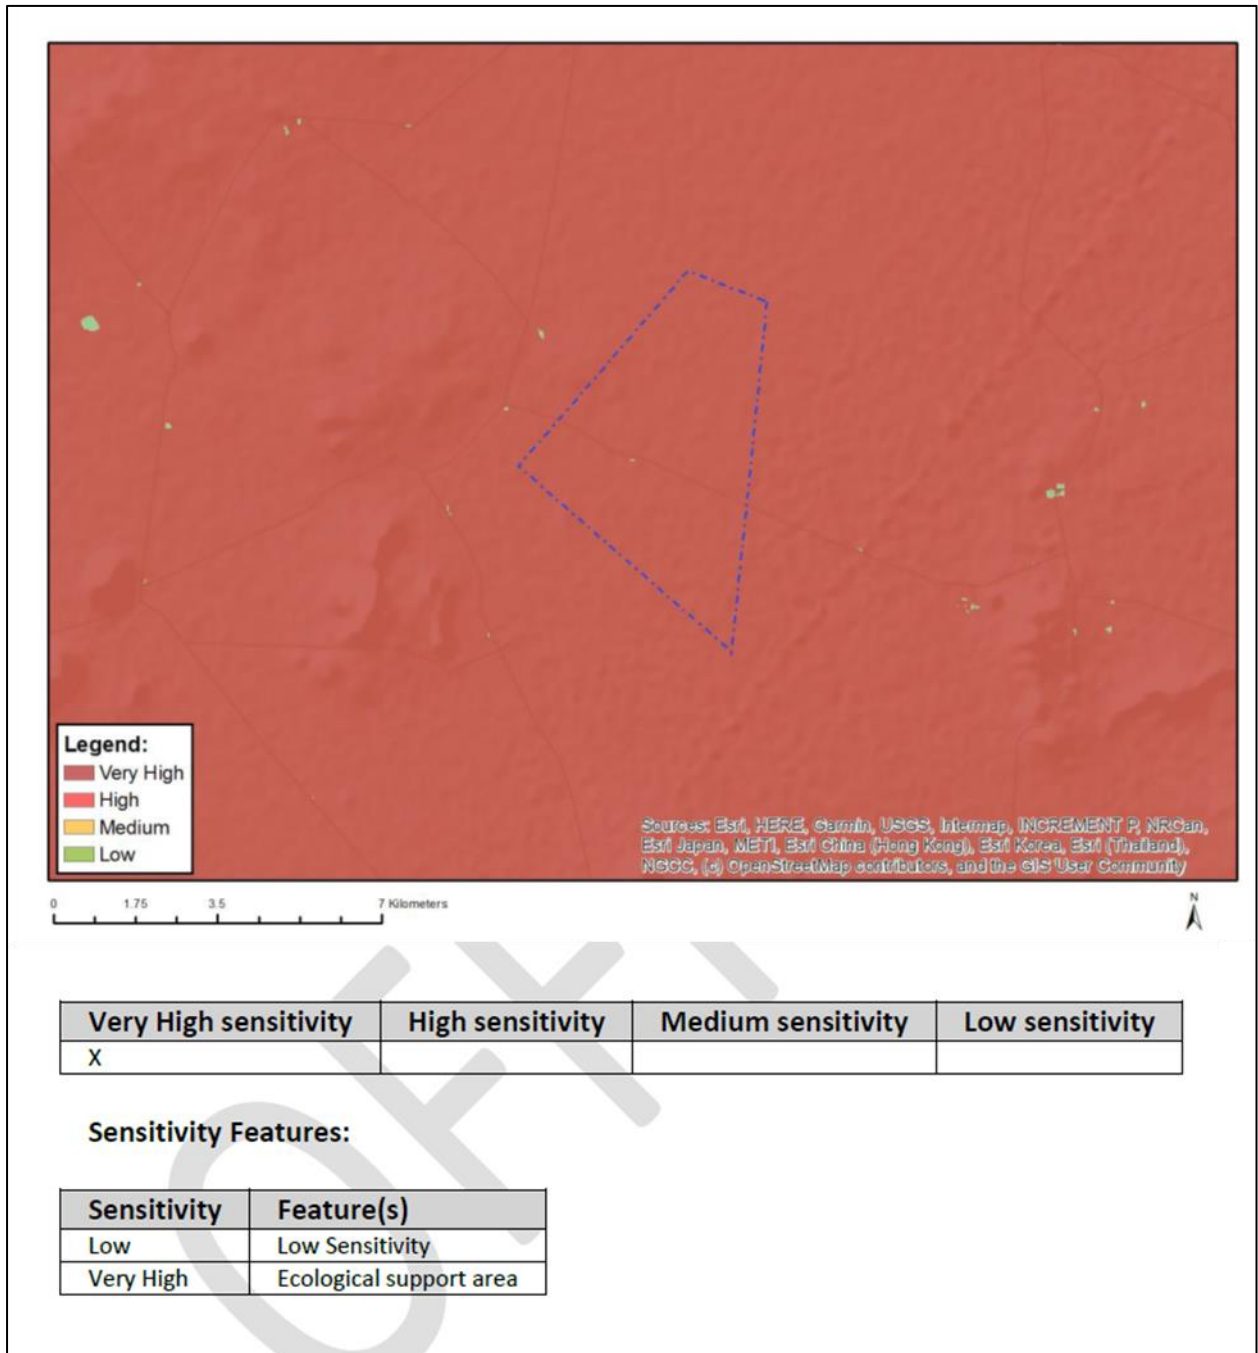 Legend:
Very High
High
Medium
Low
Sources: Esri, HERE, Garmin, USGS, Intermap, INCREMENT P, NRCan,
Esri Japan, METI, Esri China (Hong Kong), Esri Korea, Esri (Thailand),
NGCC, (c) OpenStreetMap contributors, and the GIS User Community
0 1.75 3.5 7 Kilometers
N
Very High sensitivity High sensitivity Medium sensitivity Low sensitivity
X
Sensitivity Features:
Sensitivity Feature(s)
Low Low Sensitivity
Very High Ecological support area